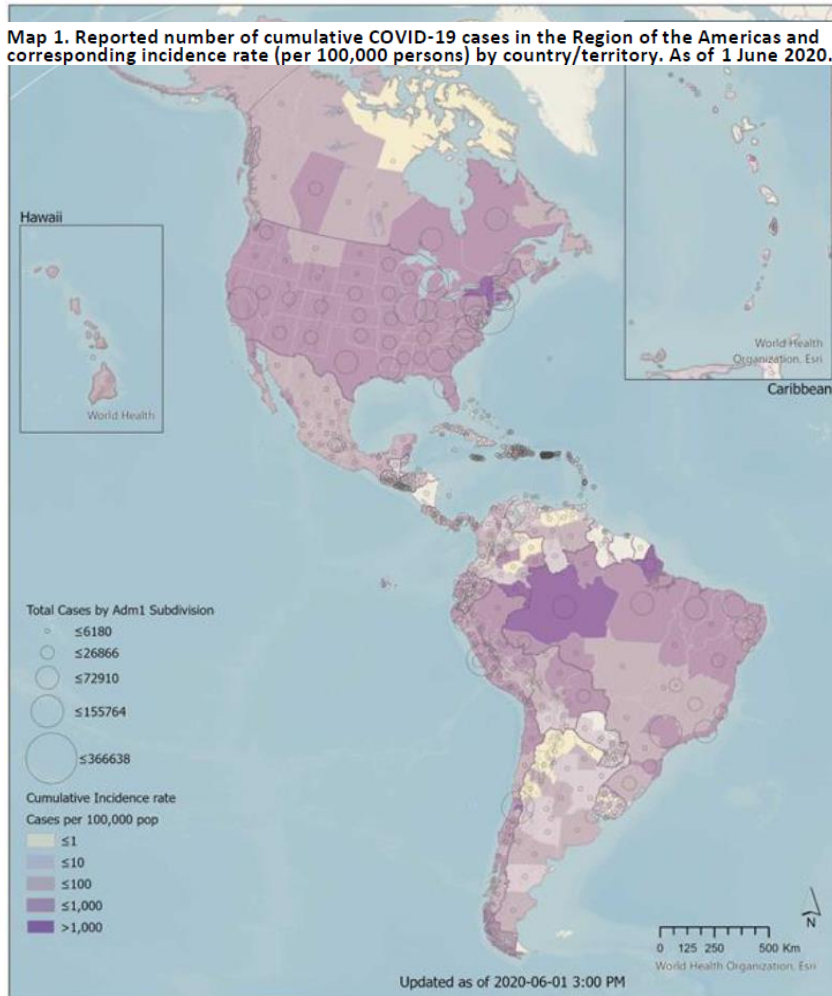 Map 1. Reported number of cumulative COVID-19 cases in the Region of the Americas and
corresponding incidence rate (per 100,000 persons) by country/territory. As of 1 June 2020.
Hawaii
World Health
World Health
Organization, Esri
Caribbean
Total Cases by Adm1 Subdivision
≤6180
≤26866
≤72910
≤155764
≤366638
Cumulative Incidence rate
Cases per 100,000 pop
≤1
≤10
≤100
≤1,000
>1,000
N
0 125 250 500 Km
World Health Organization, Esri
Updated as of 2020-06-01 3:00 PM